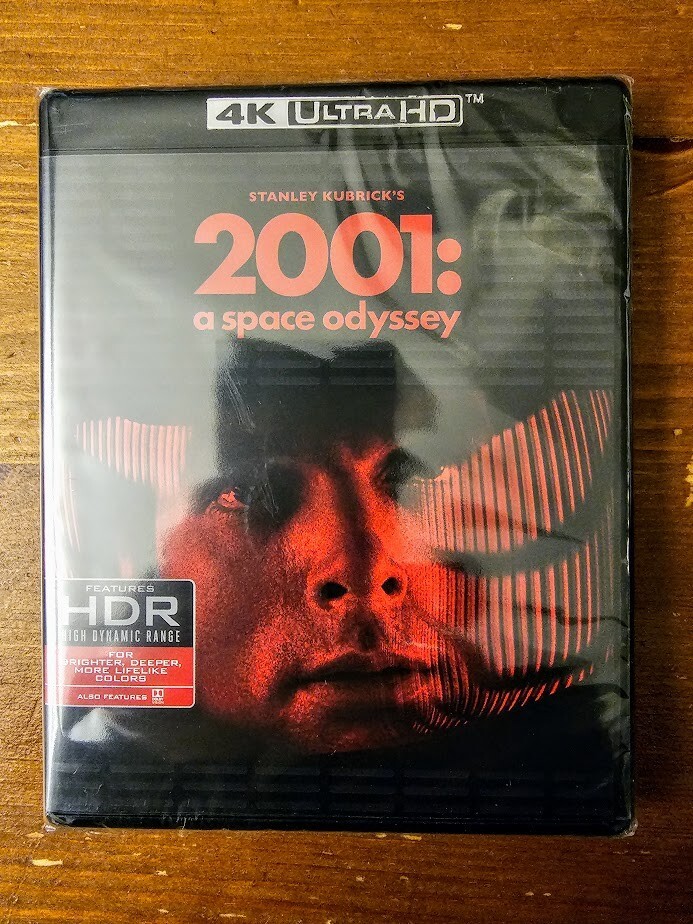 4K ULTRA HD™
STANLEY KUBRICK'S
2001:
a space odyssey
FEATURES
HDR
HIGH DYNAMIC RANGE
FOR
BRIGHTER, DEEPER,
MORE LIFELIKE
COLORS
ALSO FEATURES